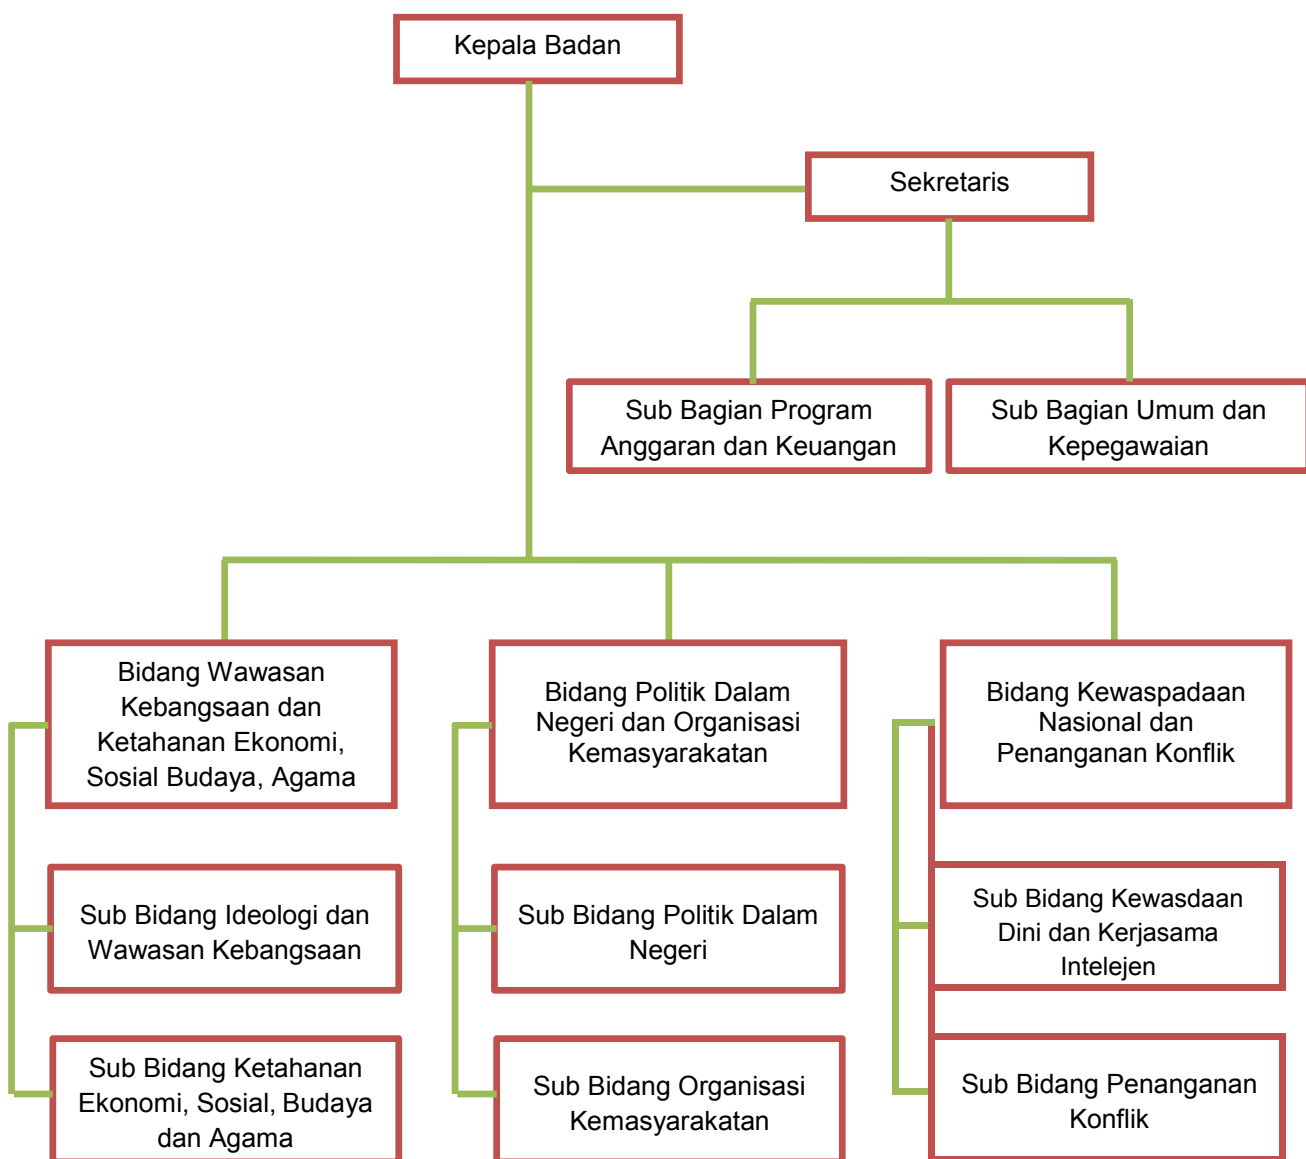 Kepala Badan
Sekretaris
Sub Bagian Program
Anggaran dan Keuangan
Sub Bagian Umum dan
Kepegawaian
Bidang Wawasan
Kebangsaan dan
Ketahanan Ekonomi,
Sosial Budaya, Agama
Bidang Politik Dalam
Negeri dan Organisasi
Kemasyarakatan
Bidang Kewaspadaan
Nasional dan
Penanganan Konflik
Sub Bidang Ideologi dan
Wawasan Kebangsaan
Sub Bidang Politik Dalam
Negeri
Sub Bidang Kewasdaan
Dini dan Kerjasama
Intelejen
Sub Bidang Ketahanan
Ekonomi, Sosial, Budaya
dan Agama
Sub Bidang Organisasi
Kemasyarakatan
Sub Bidang Penanganan
Konflik